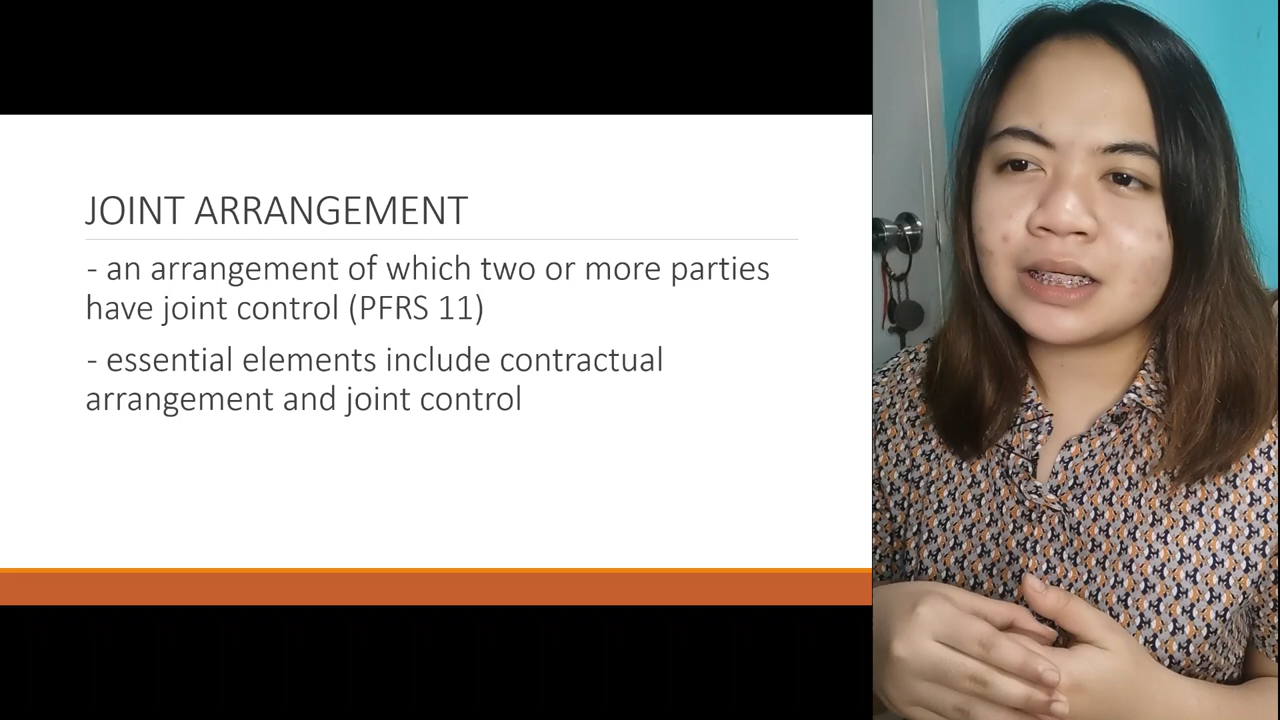 JOINT ARRANGEMENT
- an arrangement of which two or more parties
have joint control (PFRS 11)
- essential elements include contractual
arrangement and joint control